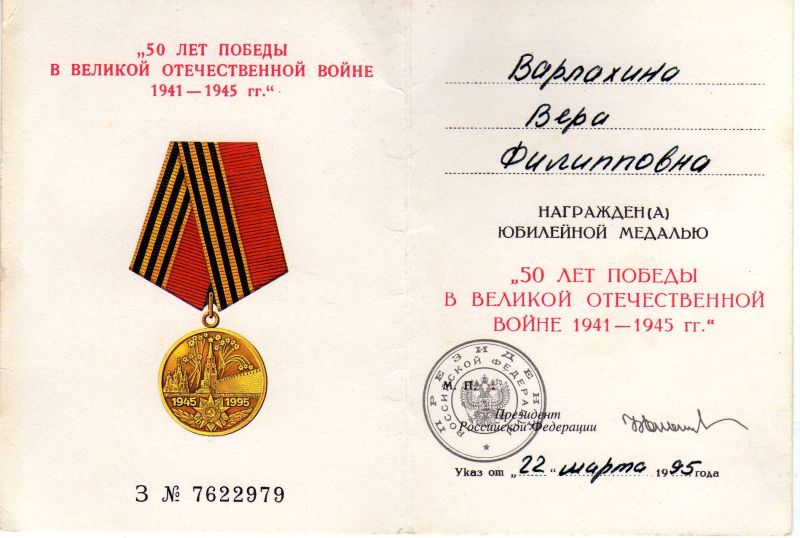 „50 ЛЕТ ПОБЕДЫ
В ВЕЛИКОЙ ОТЕЧЕСТВЕННОЙ ВОЙНЕ
1941—1945 гг.“
1945 1995
З № 7622979
Варлахина
Вера
Филипповна
НАГРАЖДЕН(А)
ЮБИЛЕЙНОЙ МЕДАЛЬЮ
„50 ЛЕТ ПОБЕДЫ
В ВЕЛИКОЙ ОТЕЧЕСТВЕННОЙ
ВОЙНЕ 1941—1945 гг.“
ПРЕЗИДЕНТ
РОССИЙСКОЙ ФЕДЕРАЦИИ
М. П.
Президент
Российской Федерации
Указ от „22“ марта 1995 года